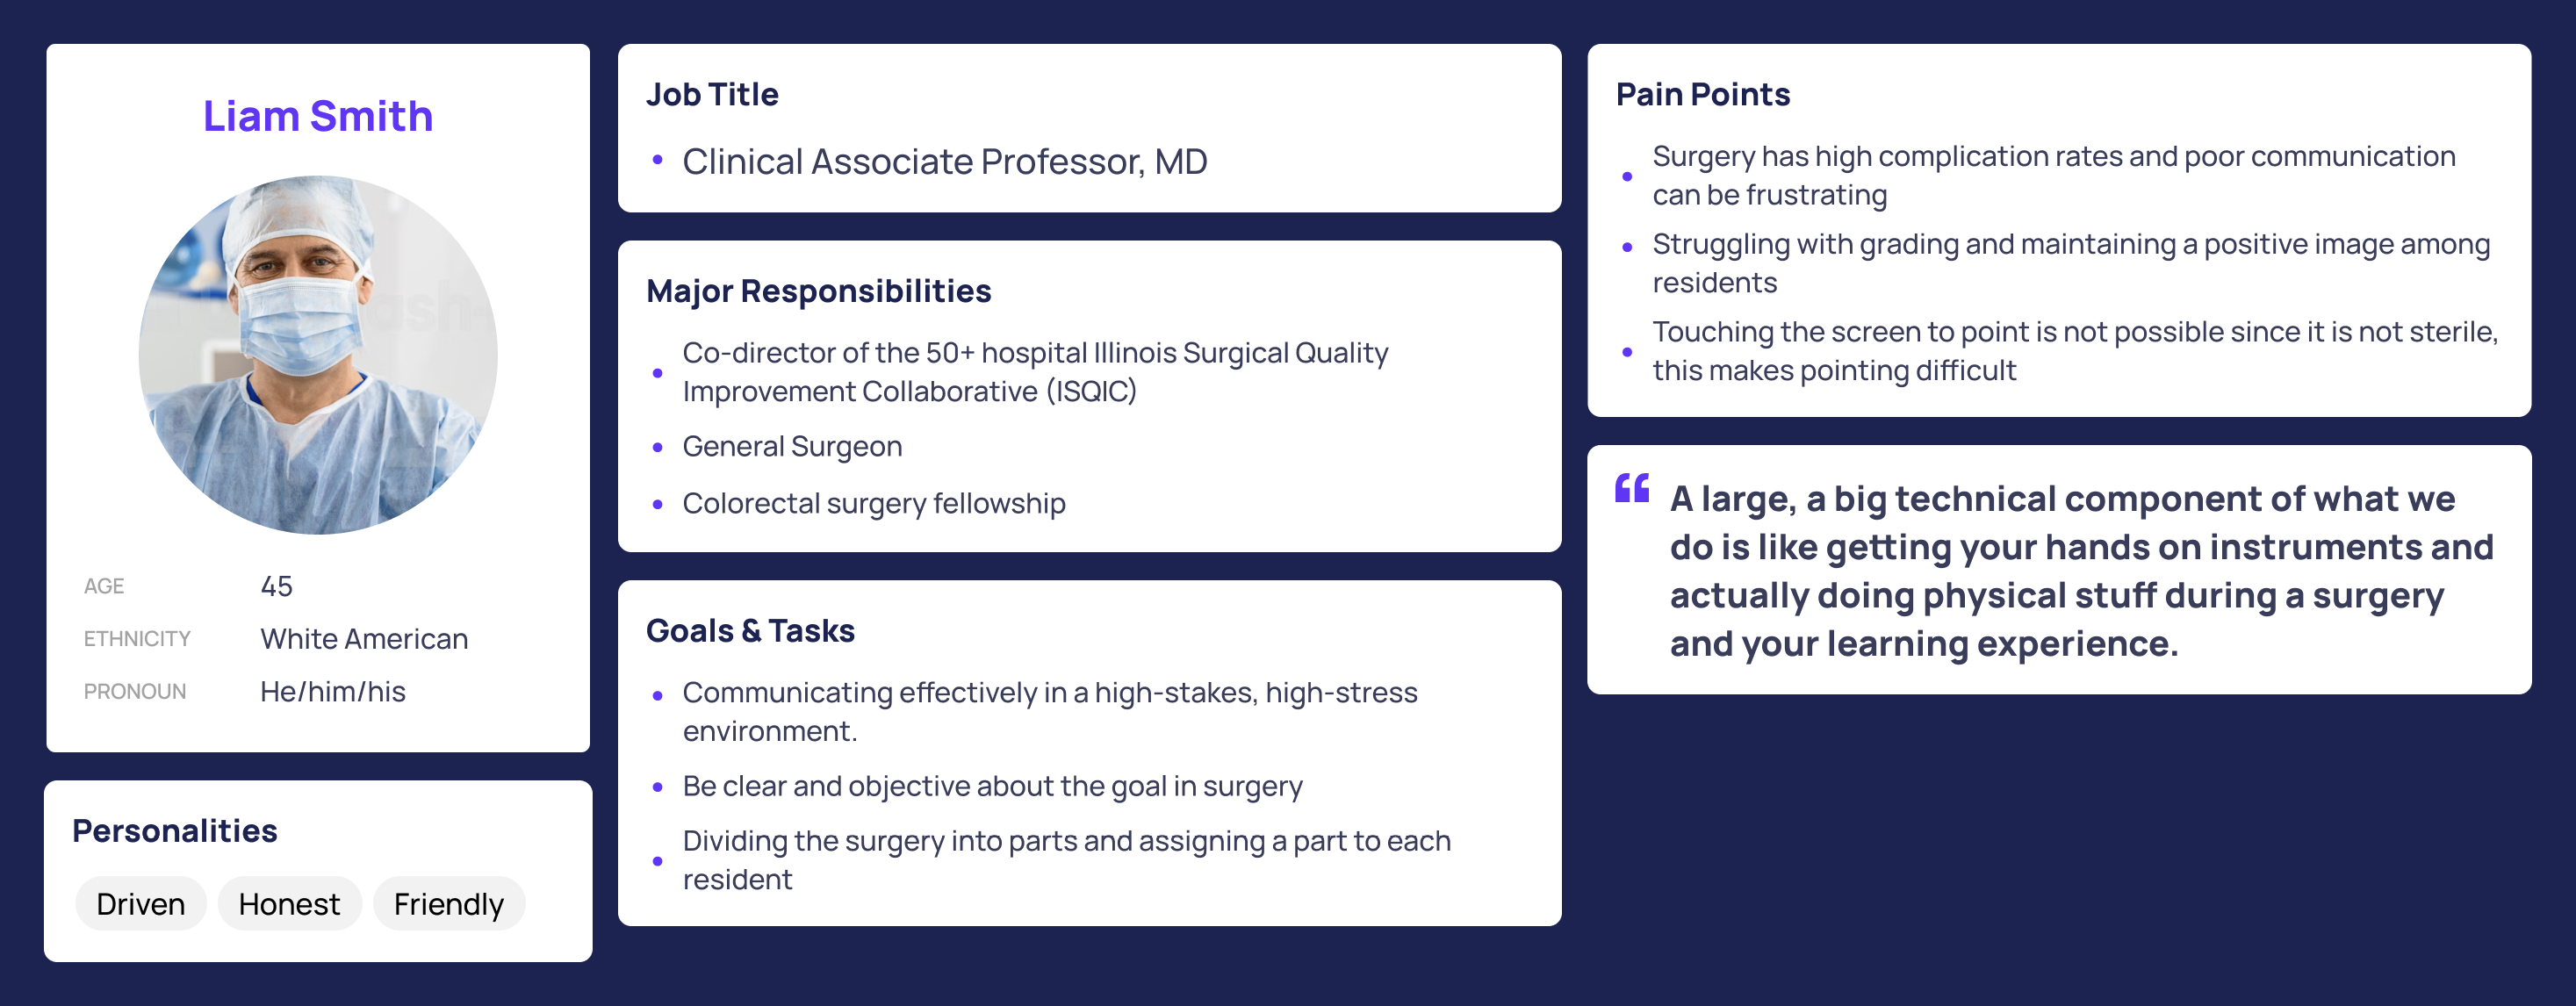 Liam Smith
AGE 45
ETHNICITY White American
PRONOUN He/him/his
Personalities
Driven Honest Friendly
Job Title
• Clinical Associate Professor, MD
Major Responsibilities
• Co-director of the 50+ hospital Illinois Surgical Quality
Improvement Collaborative (ISQIC)
• General Surgeon
• Colorectal surgery fellowship
Goals & Tasks
• Communicating effectively in a high-stakes, high-stress
environment.
• Be clear and objective about the goal in surgery
• Dividing the surgery into parts and assigning a part to each
resident
Pain Points
• Surgery has high complication rates and poor communication
can be frustrating
• Struggling with grading and maintaining a positive image among
residents
• Touching the screen to point is not possible since it is not sterile,
this makes pointing difficult
“ A large, a big technical component of what we
do is like getting your hands on instruments and
actually doing physical stuff during a surgery
and your learning experience.